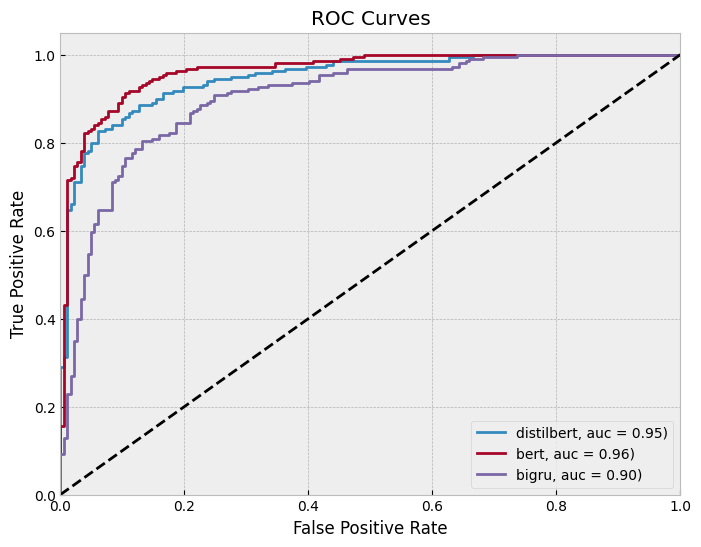 ROC Curves
True Positive Rate
1.0
0.8
0.6
0.4
0.2
0.0
distilbert, auc = 0.95)
bert, auc = 0.96)
bigru, auc = 0.90)
0.0 0.2 0.4 0.6 0.8 1.0
False Positive Rate